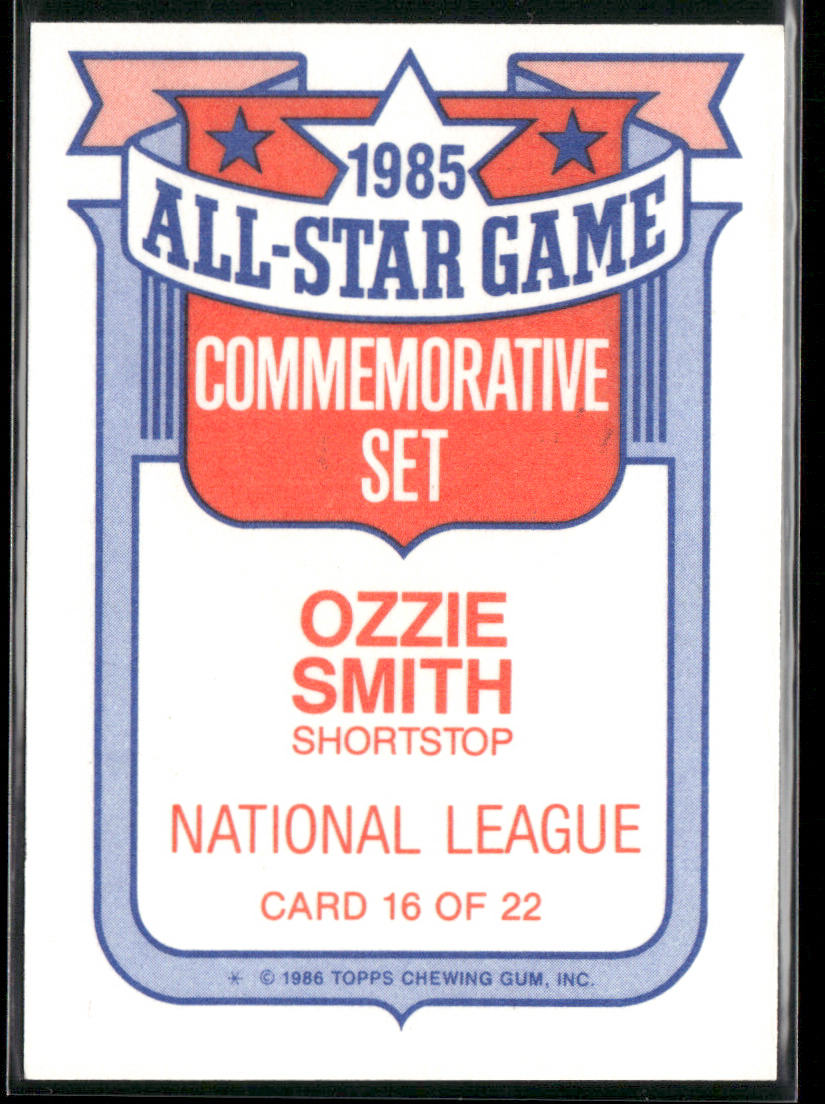 1985
ALL-STAR GAME
COMMEMORATIVE
SET
OZZIE
SMITH
SHORTSTOP
NATIONAL LEAGUE
CARD 16 OF 22
* © 1986 TOPPS CHEWING GUM, INC.